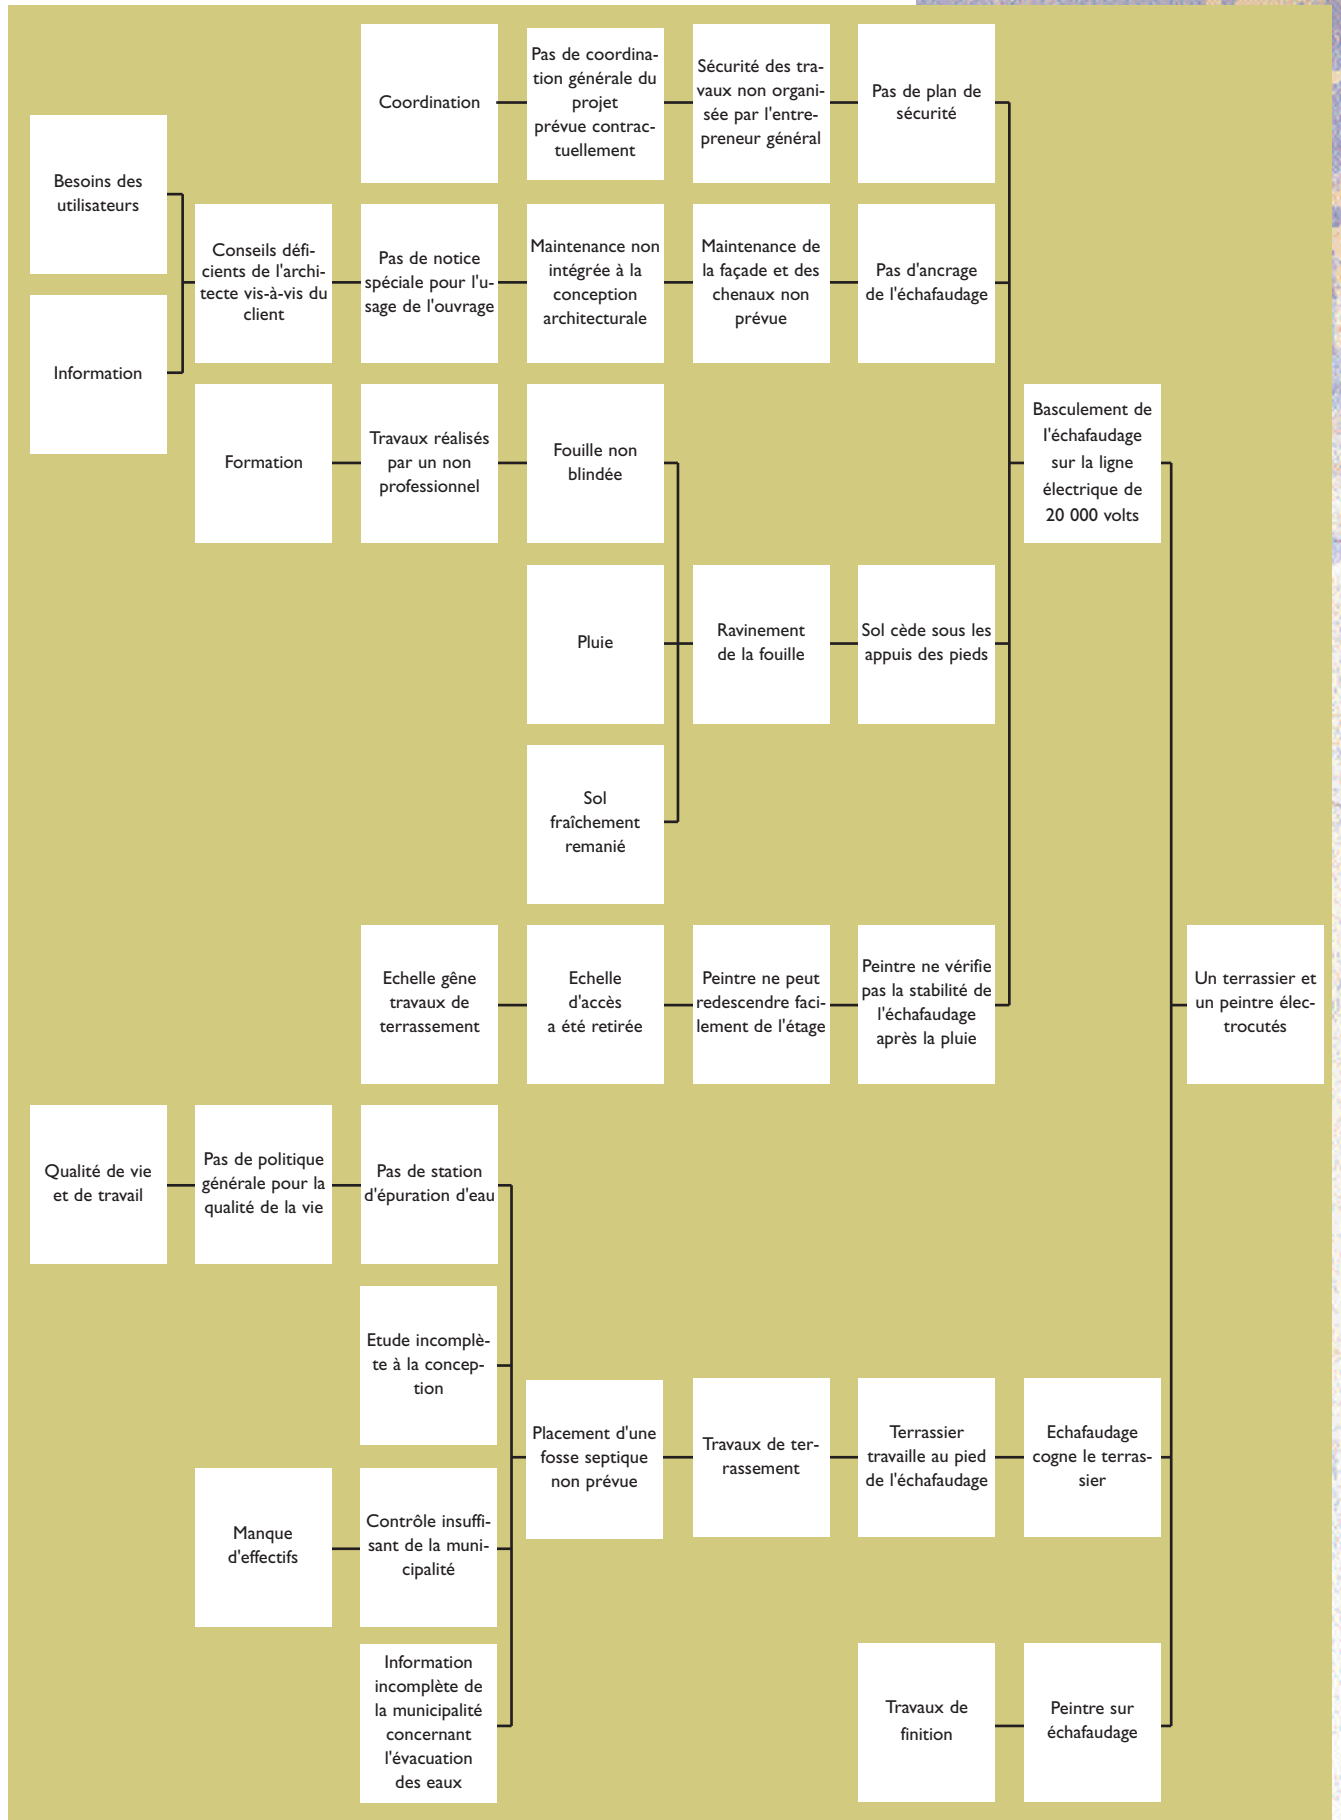 Coordination
Pas de coordina-
tion générale du
projet
prévue contrac-
tuellement
Sécurité des tra-
vaux non organi-
sée par l'entre-
preneur général
Pas de plan de
sécurité
Besoins des
utilisateurs
Information
Conseils défi-
cients de l'archi-
tecte vis-à-vis du
client
Pas de notice
spéciale pour l'u-
sage de l'ouvrage
Maintenance non
intégrée à la
conception
architecturale
Maintenance de
la façade et des
chenaux non
prévue
Pas d'ancrage
de l'échafaudage
Formation
Travaux réalisés
par un non
professionnel
Fouille non
blindée
Basculement de
l'échafaudage
sur la ligne
électrique de
20 000 volts
Pluie
Ravinement
de la fouille
Sol cède sous les
appuis des pieds
Sol
fraîchement
remanié
Echelle gêne
travaux de
terrassement
Echelle
d'accès
a été retirée
Peintre ne peut
redescendre faci-
lement de l'étage
Peintre ne vérifie
pas la stabilité de
l'échafaudage
après la pluie
Un terrassier et
un peintre élec-
trocutés
Qualité de vie
et de travail
Pas de politique
générale pour la
qualité de la vie
Pas de station
d'épuration d'eau
Etude incomplè-
te à la concep-
tion
Placement d'une
fosse septique
non prévue
Travaux de ter-
rassement
Terrassier
travaille au pied
de l'échafaudage
Echafaudage
cogne le terras-
sier
Manque
d'effectifs
Contrôle insuffi-
sant de la muni-
cipalité
Information
incomplète de
la municipalité
concernant
l'évacuation
des eaux
Travaux de
finition
Peintre sur
échafaudage